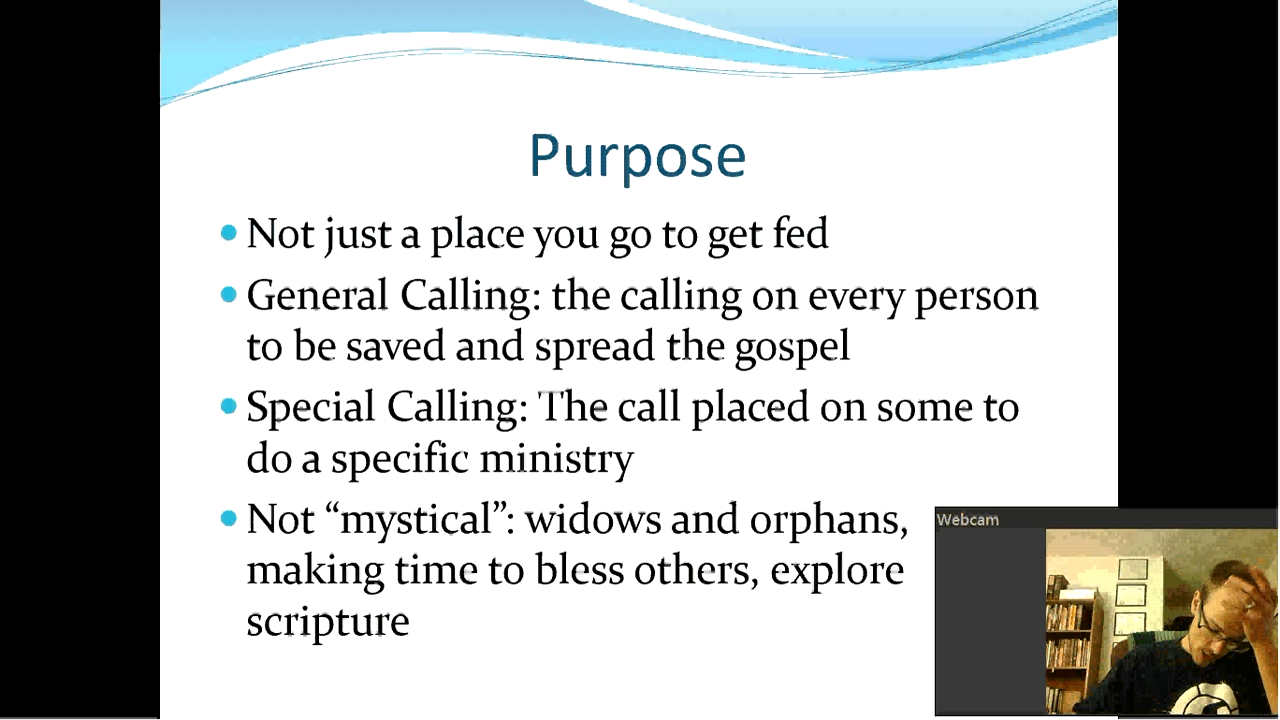 Purpose
Not just a place you go to get fed
General Calling: the calling on every person
to be saved and spread the gospel
Special Calling: The call placed on some to
do a specific ministry
Not “mystical”: widows and orphans,
making time to bless others, explore
scripture
Webcam